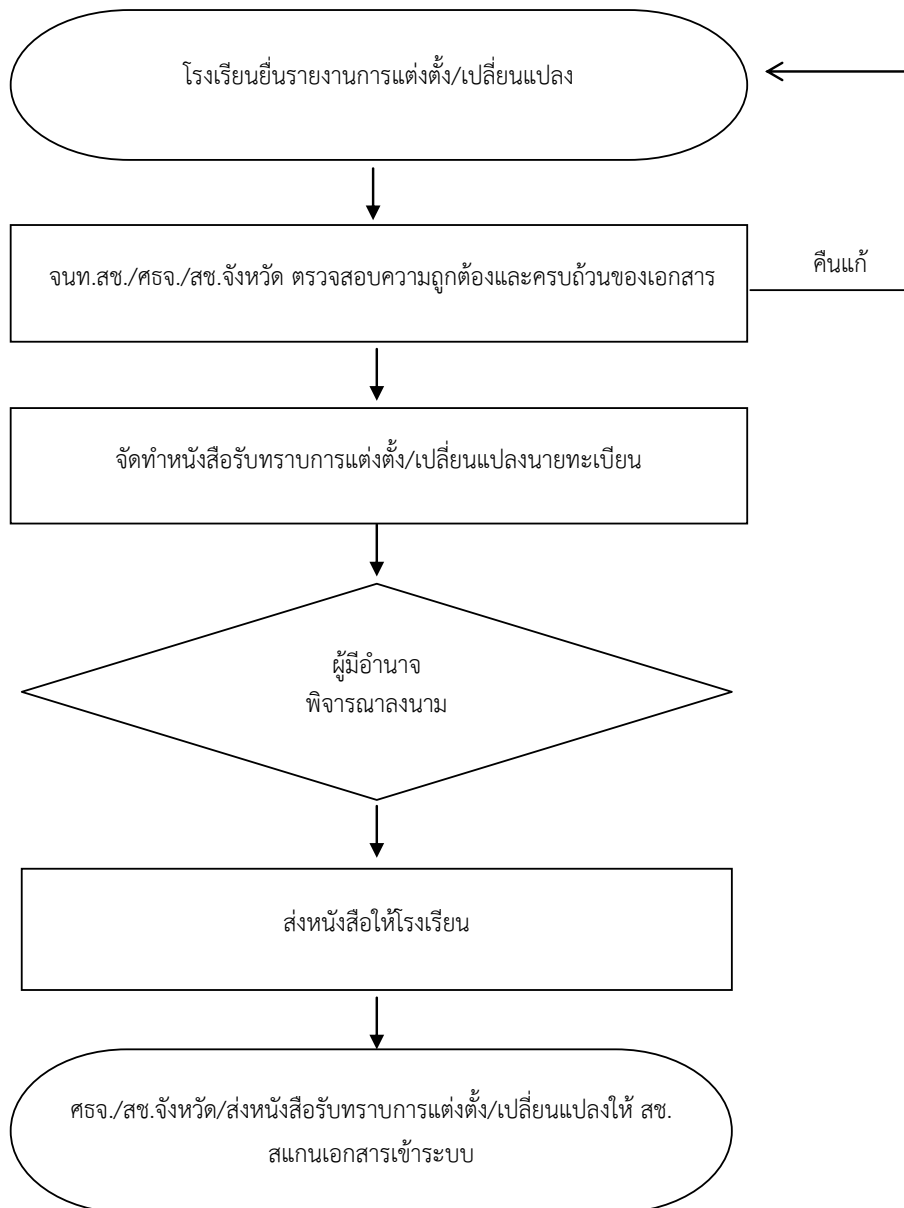 โรงเรียนยื่นรายงานการแต่งตั้ง/เปลี่ยนแปลง
จนท.สช./ศธจ./สช.จังหวัด ตรวจสอบความถูกต้องและครบถ้วนของเอกสาร
คืนแก้
จัดทำหนังสือรับทราบการแต่งตั้ง/เปลี่ยนแปลงนายทะเบียน
ผู้มีอำนาจ
พิจารณาลงนาม
ส่งหนังสือให้โรงเรียน
ศธจ./สช.จังหวัด/ส่งหนังสือรับทราบการแต่งตั้ง/เปลี่ยนแปลงให้ สช.
สแกนเอกสารเข้าระบบ